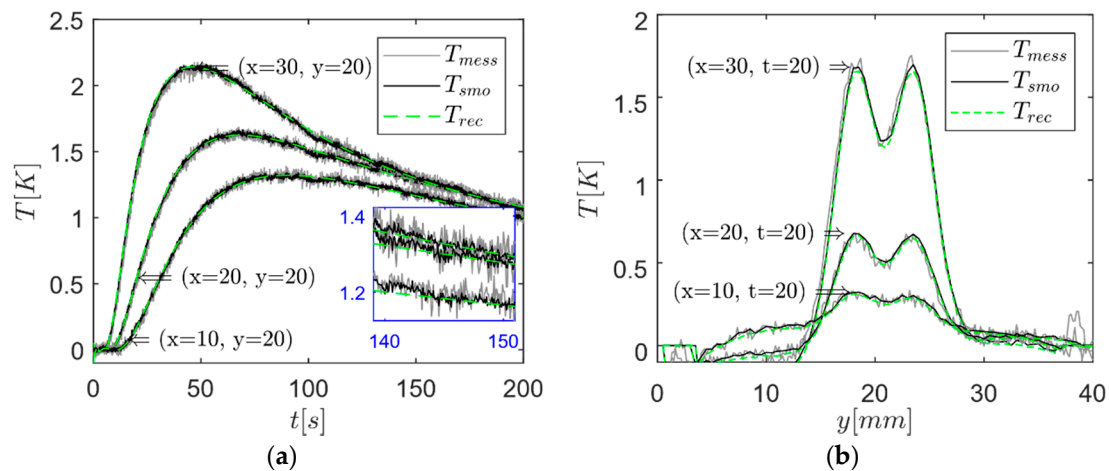 T[K]
2.5
2
1.5
1
0.5
0
0
50
100
150
200
t[s]
(x=30, y=20)
(x=20, y=20)
(x=10, y=20)
T_mess
T_smo
T_rec
1.4
1.2
140
150
(a)
T[K]
2
1.5
1
0.5
0
0
10
20
30
40
y[mm]
(x=30, t=20)
(x=20, t=20)
(x=10, t=20)
T_mess
T_smo
T_rec
(b)